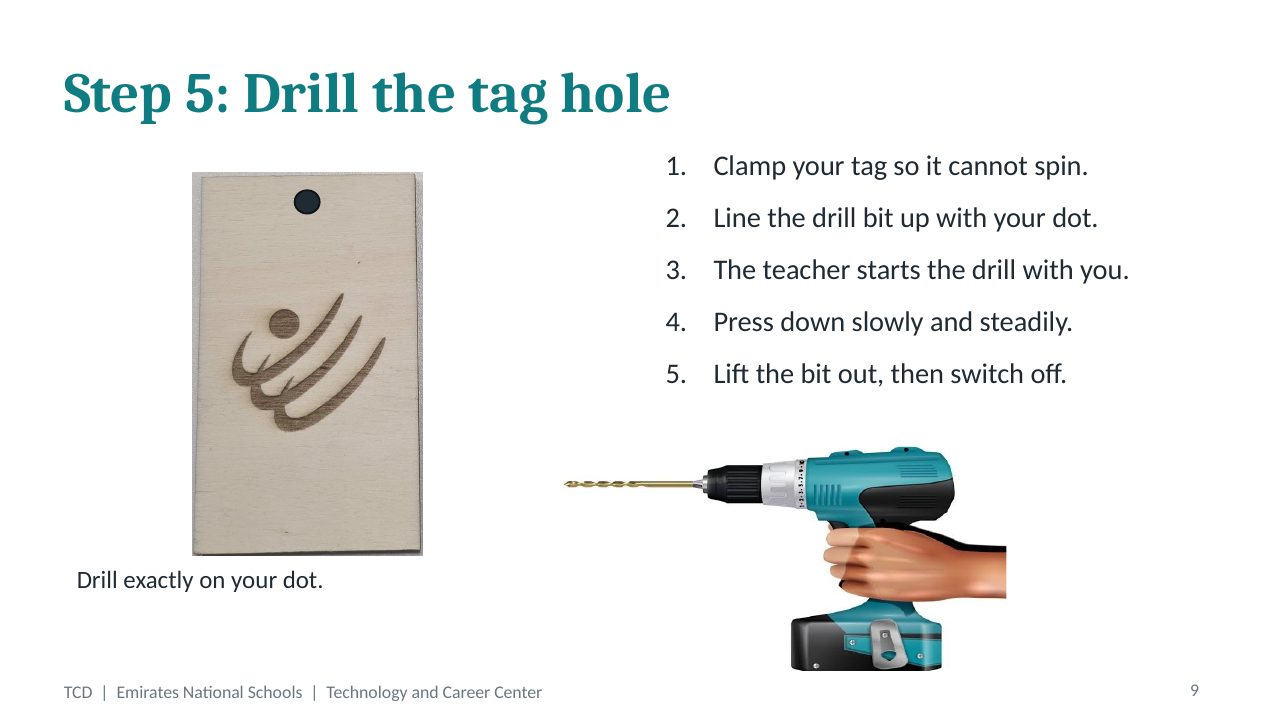 Step 5: Drill the tag hole
1. Clamp your tag so it cannot spin.
2. Line the drill bit up with your dot.
3. The teacher starts the drill with you.
4. Press down slowly and steadily.
5. Lift the bit out, then switch off.
Drill exactly on your dot.
TCD | Emirates National Schools | Technology and Career Center
9